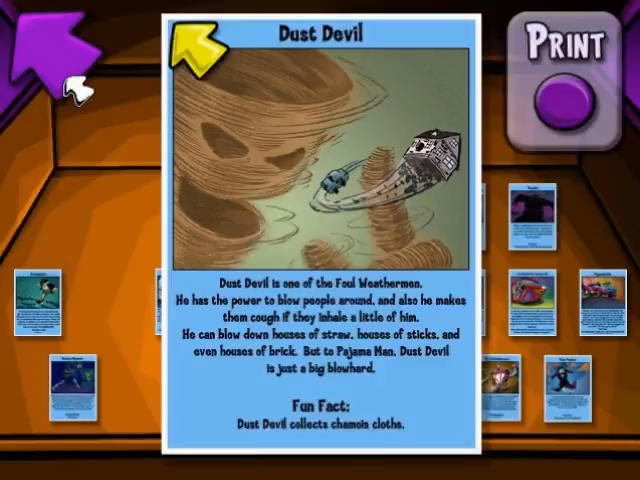 Dust Devil
PRINT
Dust Devil is one of the Foul Weathermen.
He has the power to blow people around, and also he makes
them cough if they inhale a little of him.
He can blow down houses of straw, houses of sticks, and
even houses of brick. But to Pajama Man, Dust Devil
is just a big blowhard.
Fun Fact:
Dust Devil collects chamois cloths.